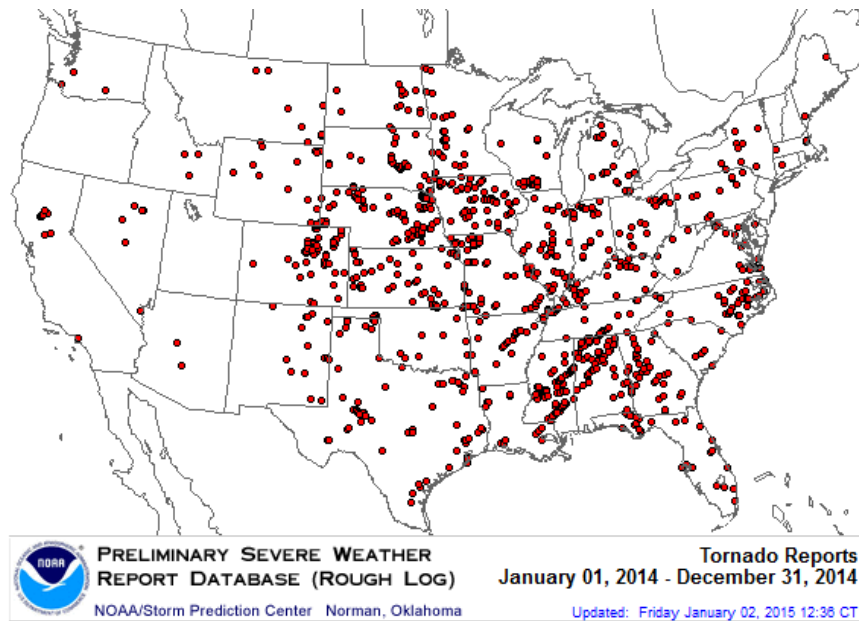 NOAA
PRELIMINARY SEVERE WEATHER
REPORT DATABASE (ROUGH LOG)
NOAA/Storm Prediction Center Norman, Oklahoma
Tornado Reports
January 01, 2014 - December 31, 2014
Updated: Friday January 02, 2015 12:36 CT